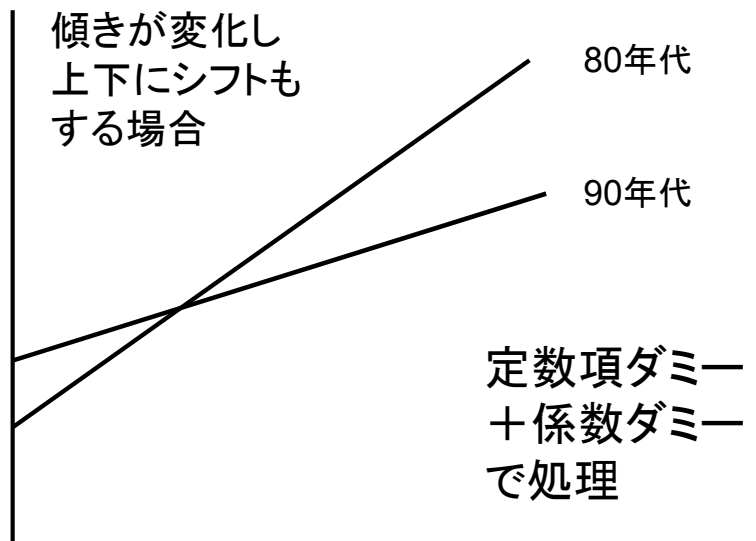 傾きが変化し
上下にシフトも
する場合
80年代
90年代
定数項ダミー
＋係数ダミー
で処理